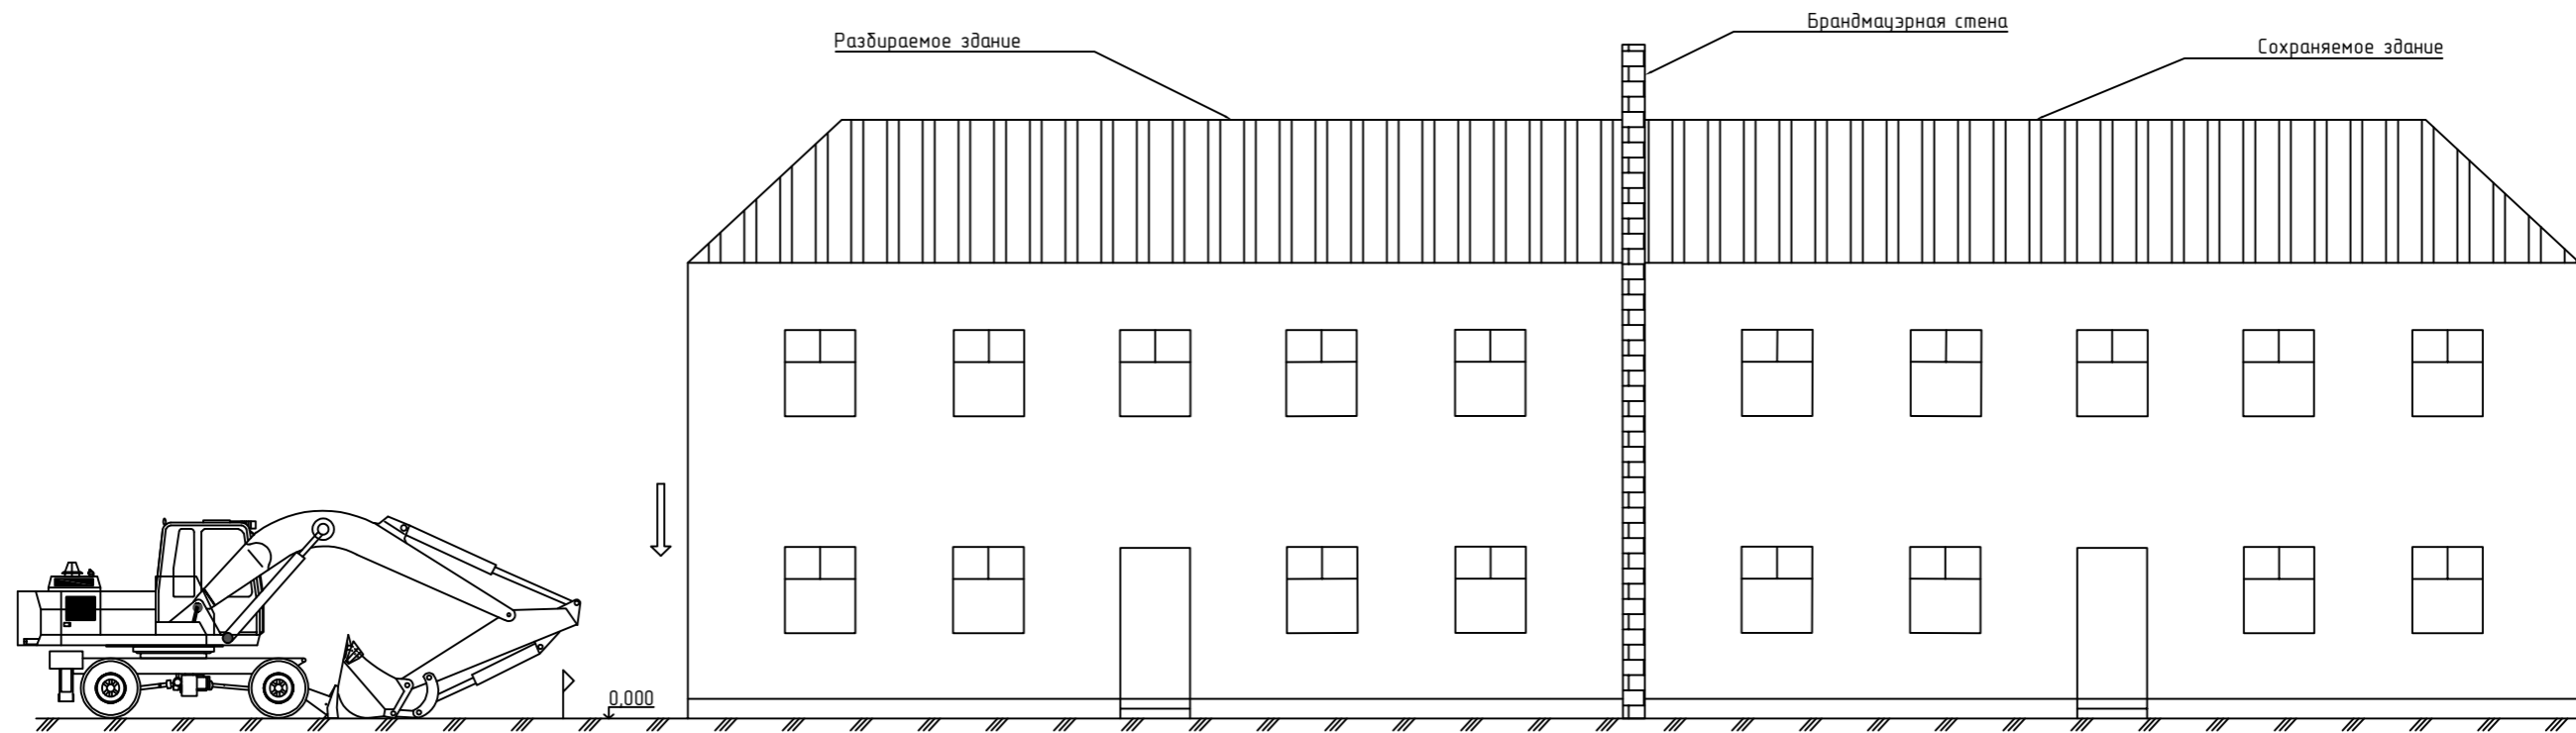 Разбираемое здание
Брандмауэрная стена
Сохраняемое здание
0,000